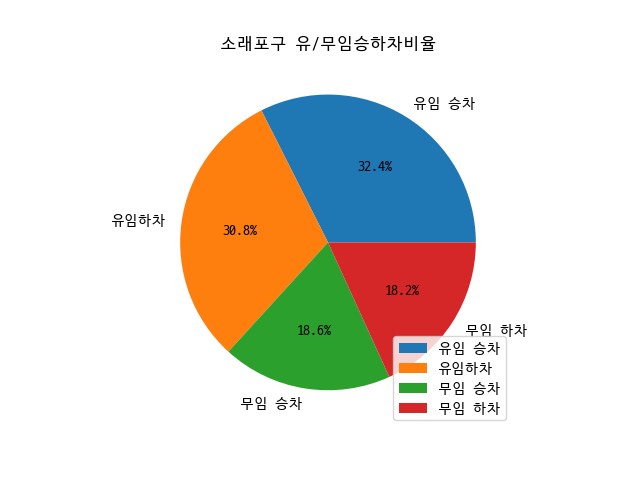 소래포구 유/무임승하차비율
유임 승차
32.4%
유임하차
30.8%
18.2%
18.6%
무임 하차
무임 승차
유임 승차
유임하차
무임 승차
무임 하차